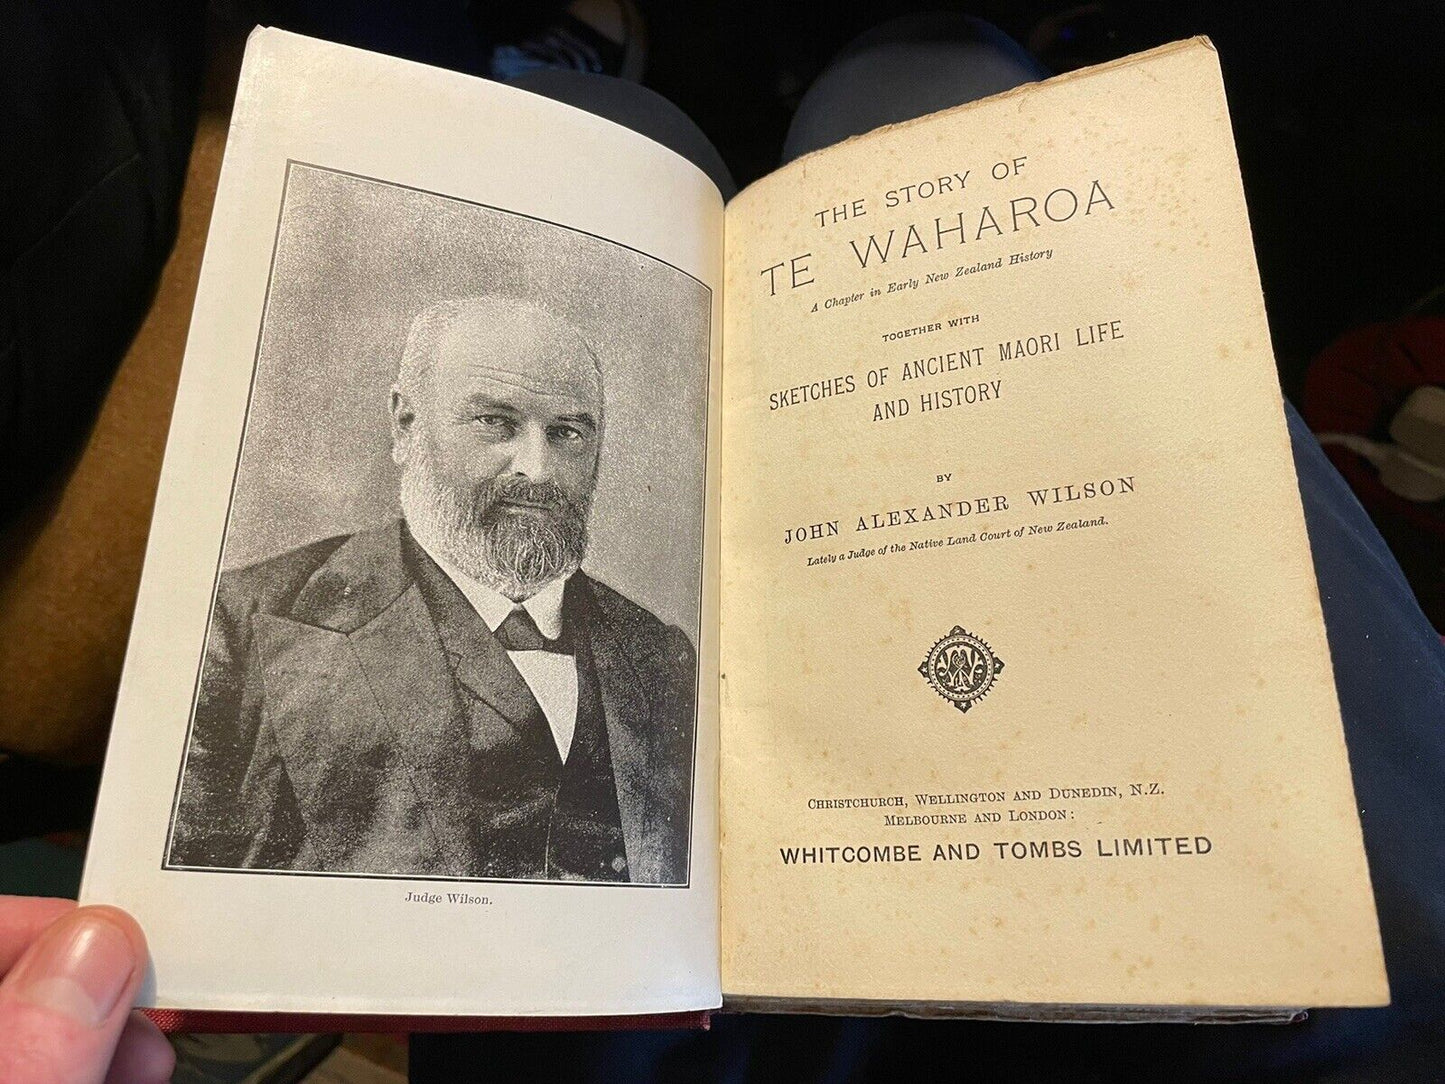 Judge Wilson.
THE STORY OF
TE WAHAROA
A Chapter in Early New Zealand History
TOGETHER WITH
SKETCHES OF ANCIENT MAORI LIFE
AND HISTORY
BY
JOHN ALEXANDER WILSON
Lately a Judge of the Native Land Court of New Zealand.
CHRISTCHURCH, WELLINGTON AND DUNEDIN, N.Z.
MELBOURNE AND LONDON:
WHITCOMBE AND TOMBS LIMITED